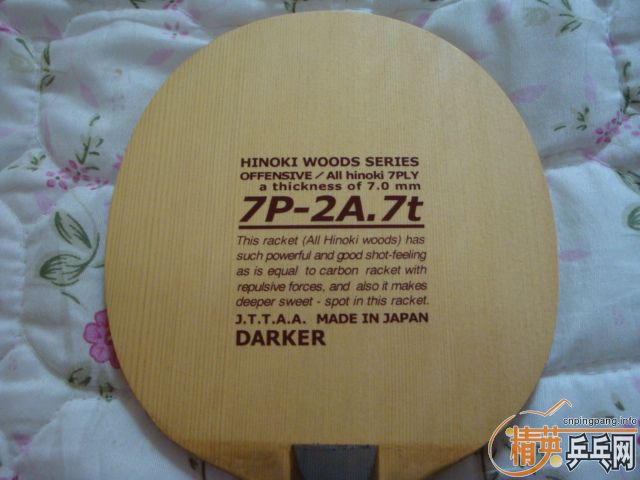 HINOKI WOODS SERIES
OFFENSIVE / All hinoki 7PLY
a thickness of 7.0 mm
7P-2A.7t
This racket (All Hinoki woods) has
such powerful and good shot-feeling
as is equal to carbon racket with
repulsive forces, and also it makes
deeper sweet - spot in this racket.
J.T.T.A.A. MADE IN JAPAN
DARKER
cnpingpang.info
精英乒乓网